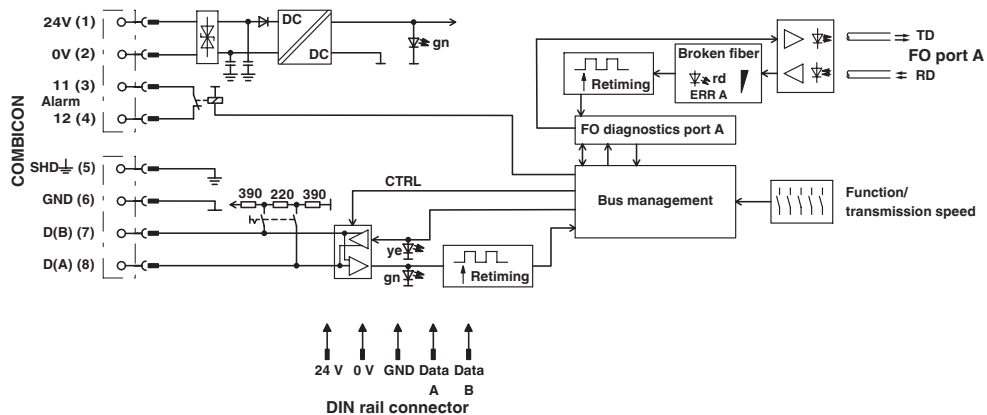 COMBICON
24V (1)
0V (2)
11 (3)
Alarm
12 (4)
DC
DC
gn
Retiming
Broken fiber
rd
ERR A
TD
FO port A
RD
FO diagnostics port A
SHD (5)
GND (6)
D(B) (7)
D(A) (8)
390 220 390
CTRL
Bus management
Function/
transmission speed
ye
gn
Retiming
24 V 0 V GND Data Data
A B
DIN rail connector